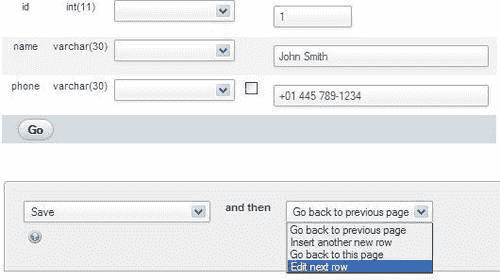 id int(11) 1
name varchar(30) John Smith
phone varchar(30) +01 445 789-1234
Go
Save and then Go back to previous page
Go back to previous page
Insert another new row
Go back to this page
Edit next row